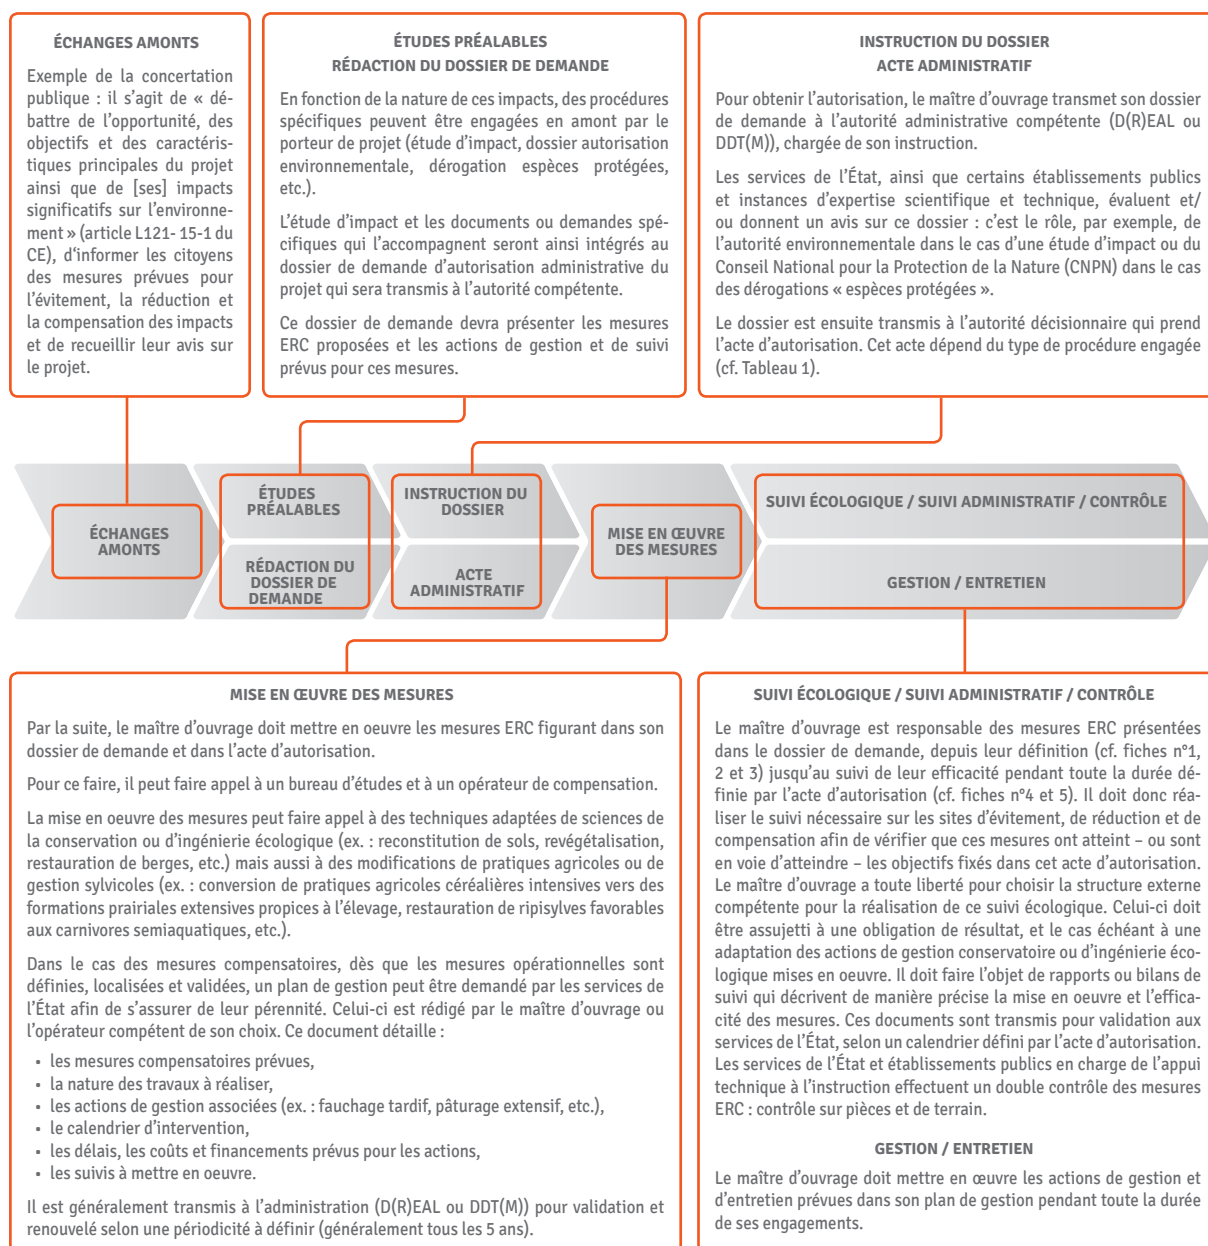 ÉCHANGES AMONTS
Exemple de la concertation
publique : il s’agit de « dé-
battre de l’opportunité, des
objectifs et des caractéris-
tiques principales du projet
ainsi que de [ses] impacts
significatifs sur l’environne-
ment » (article L121- 15-1 du
CE), d‘informer les citoyens
des mesures prévues pour
l’évitement, la réduction et
la compensation des impacts
et de recueillir leur avis sur
le projet.
ÉTUDES PRÉALABLES
RÉDACTION DU DOSSIER DE DEMANDE
En fonction de la nature de ces impacts, des procédures
spécifiques peuvent être engagées en amont par le
porteur de projet (étude d’impact, dossier autorisation
environnementale, dérogation espèces protégées,
etc.).
L’étude d’impact et les documents ou demandes spé-
cifiques qui l’accompagnent seront ainsi intégrés au
dossier de demande d’autorisation administrative du
projet qui sera transmis à l’autorité compétente.
Ce dossier de demande devra présenter les mesures
ERC proposées et les actions de gestion et de suivi
prévus pour ces mesures.
INSTRUCTION DU DOSSIER
ACTE ADMINISTRATIF
Pour obtenir l’autorisation, le maître d’ouvrage transmet son dossier
de demande à l’autorité administrative compétente (D(R)EAL ou
DDT(M)), chargée de son instruction.
Les services de l’État, ainsi que certains établissements publics
et instances d’expertise scientifique et technique, évaluent et/
ou donnent un avis sur ce dossier : c’est le rôle, par exemple, de
l’autorité environnementale dans le cas d’une étude d’impact ou du
Conseil National pour la Protection de la Nature (CNPN) dans le cas
des dérogations « espèces protégées ».
Le dossier est ensuite transmis à l’autorité décisionnaire qui prend
l’acte d’autorisation. Cet acte dépend du type de procédure engagée
(cf. Tableau 1).
ÉCHANGES
AMONTS
ÉTUDES
PRÉALABLES
RÉDACTION DU
DOSSIER DE
DEMANDE
INSTRUCTION DU
DOSSIER
ACTE
ADMINISTRATIF
MISE EN ŒUVRE
DES MESURES
SUIVI ÉCOLOGIQUE / SUIVI ADMINISTRATIF / CONTRÔLE
GESTION / ENTRETIEN
MISE EN ŒUVRE DES MESURES
Par la suite, le maître d’ouvrage doit mettre en oeuvre les mesures ERC figurant dans son
dossier de demande et dans l’acte d’autorisation.
Pour ce faire, il peut faire appel à un bureau d’études et à un opérateur de compensation.
La mise en oeuvre des mesures peut faire appel à des techniques adaptées de sciences de
la conservation ou d’ingénierie écologique (ex. : reconstitution de sols, revégétalisation,
restauration de berges, etc.) mais aussi à des modifications de pratiques agricoles ou de
gestion sylvicoles (ex. : conversion de pratiques agricoles céréalières intensives vers des
formations prairiales extensives propices à l’élevage, restauration de ripisylves favorables
aux carnivores semiaquatiques, etc.).
Dans le cas des mesures compensatoires, dès que les mesures opérationnelles sont
définies, localisées et validées, un plan de gestion peut être demandé par les services de
l’État afin de s’assurer de leur pérennité. Celui-ci est rédigé par le maître d’ouvrage ou
l’opérateur compétent de son choix. Ce document détaille :
• les mesures compensatoires prévues,
• la nature des travaux à réaliser,
• les actions de gestion associées (ex. : fauchage tardif, pâturage extensif, etc.),
• le calendrier d’intervention,
• les délais, les coûts et financements prévus pour les actions,
• les suivis à mettre en oeuvre.
Il est généralement transmis à l’administration (D(R)EAL ou DDT(M)) pour validation et
renouvelé selon une périodicité à définir (généralement tous les 5 ans).
SUIVI ÉCOLOGIQUE / SUIVI ADMINISTRATIF / CONTRÔLE
Le maître d’ouvrage est responsable des mesures ERC présentées
dans le dossier de demande, depuis leur définition (cf. fiches n°1,
2 et 3) jusqu’au suivi de leur efficacité pendant toute la durée dé-
finie par l’acte d’autorisation (cf. fiches n°4 et 5). Il doit donc réa-
liser le suivi nécessaire sur les sites d’évitement, de réduction et de
compensation afin de vérifier que ces mesures ont atteint – ou sont
en voie d’atteindre – les objectifs fixés dans cet acte d’autorisation.
Le maître d’ouvrage a toute liberté pour choisir la structure externe
compétente pour la réalisation de ce suivi écologique. Celui-ci doit
être assujetti à une obligation de résultat, et le cas échéant à une
adaptation des actions de gestion conservatoire ou d’ingénierie éco-
logique mises en oeuvre. Il doit faire l’objet de rapports ou bilans de
suivi qui décrivent de manière précise la mise en oeuvre et l’effica-
cité des mesures. Ces documents sont transmis pour validation aux
services de l’État, selon un calendrier défini par l’acte d’autorisation.
Les services de l’État et établissements publics en charge de l’appui
technique à l’instruction effectuent un double contrôle des mesures
ERC : contrôle sur pièces et de terrain.
GESTION / ENTRETIEN
Le maître d’ouvrage doit mettre en œuvre les actions de gestion et
d’entretien prévues dans son plan de gestion pendant toute la durée
de ses engagements.